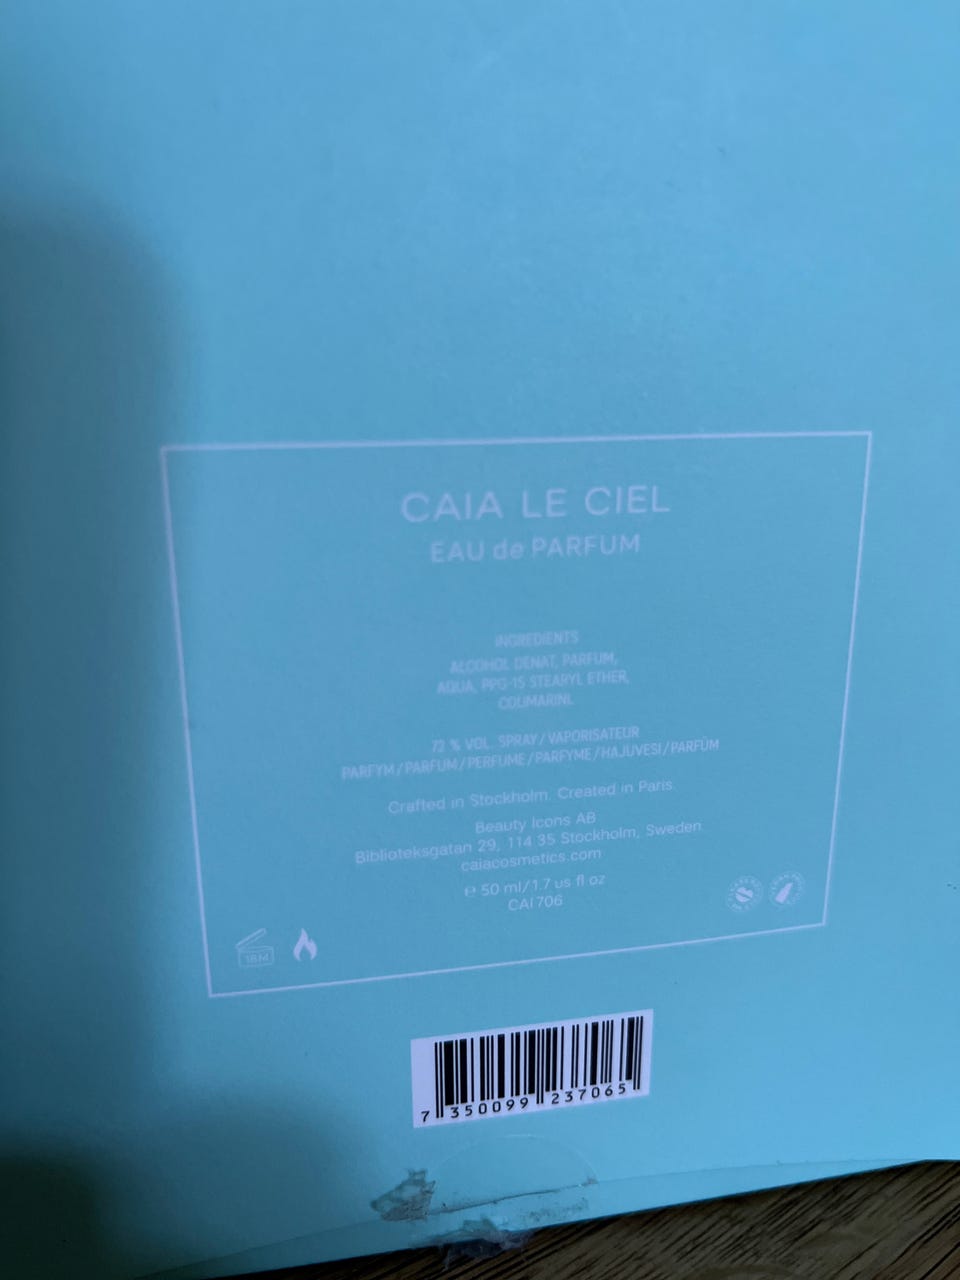 CAIA LE CIEL
EAU de PARFUM
INGREDIENTS
ALCOHOL DENAT, PARFUM,
AQUA, PPG-15 STEARYL ETHER,
COUMARINL
72 % VOL. SPRAY / VAPORISATEUR
PARFYM / PARFUM / PERFUME / PARFYME / HAJUVESI / PARFÜM
Crafted in Stockholm. Created in Paris.
Beauty Icons AB
Biblioteksgatan 29, 114 35 Stockholm, Sweden
caiacosmetics.com
℮ 50 ml/1.7 us fl oz
CAI 706
18M
7 350099 237065